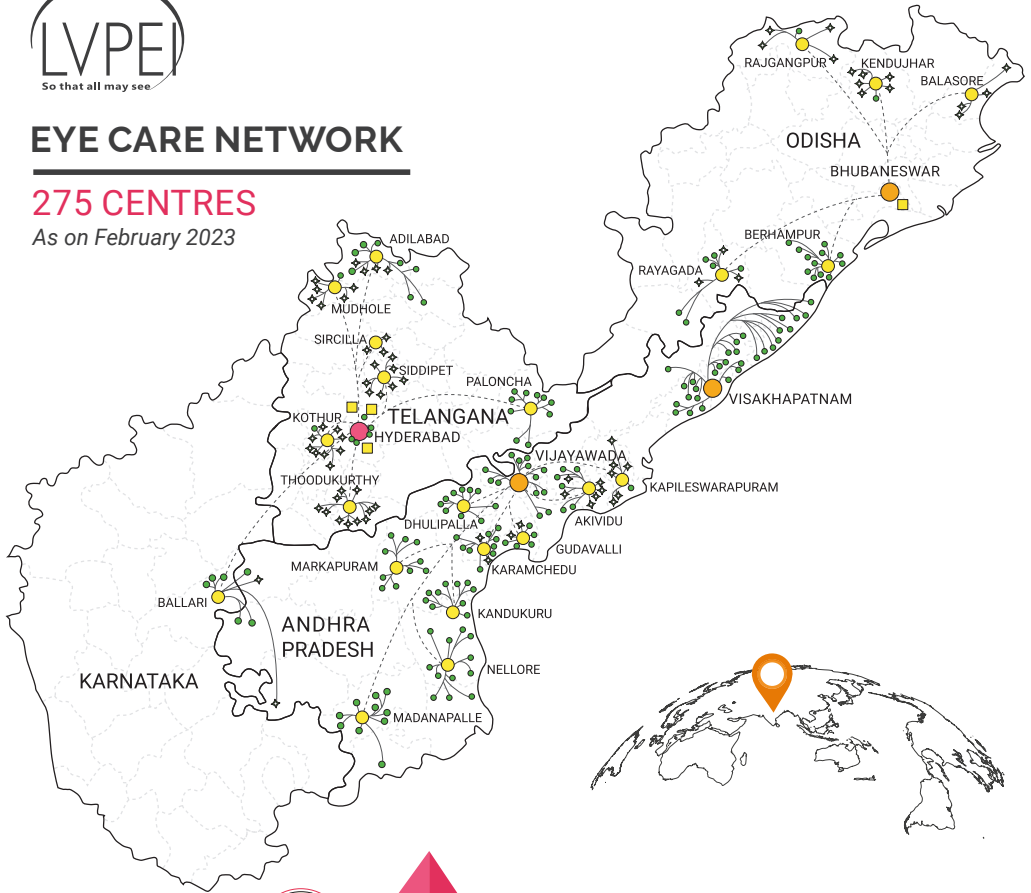 LVPEI
So that all may see
EYE CARE NETWORK
275 CENTRES
As on February 2023
RAJGANGPUR
KENDUJHAR
BALASORE
ODISHA
BHUBANESWAR
BERHAMPUR
RAYAGADA
ADILABAD
MUDHOLE
SIRCILLA
SIDDIPET
PALONCHA
VISAKHAPATNAM
KOTHUR
TELANGANA
HYDERABAD
VIJAYAWADA
THOODUKURTHY
KAPILESWARAPURAM
DHULIPALLA
AKIVIDU
GUDAVALLI
MARKAPURAM
KARAMCHEDU
BALLARI
KANDUKURU
ANDHRA
PRADESH
NELLORE
KARNATAKA
MADANAPALLE